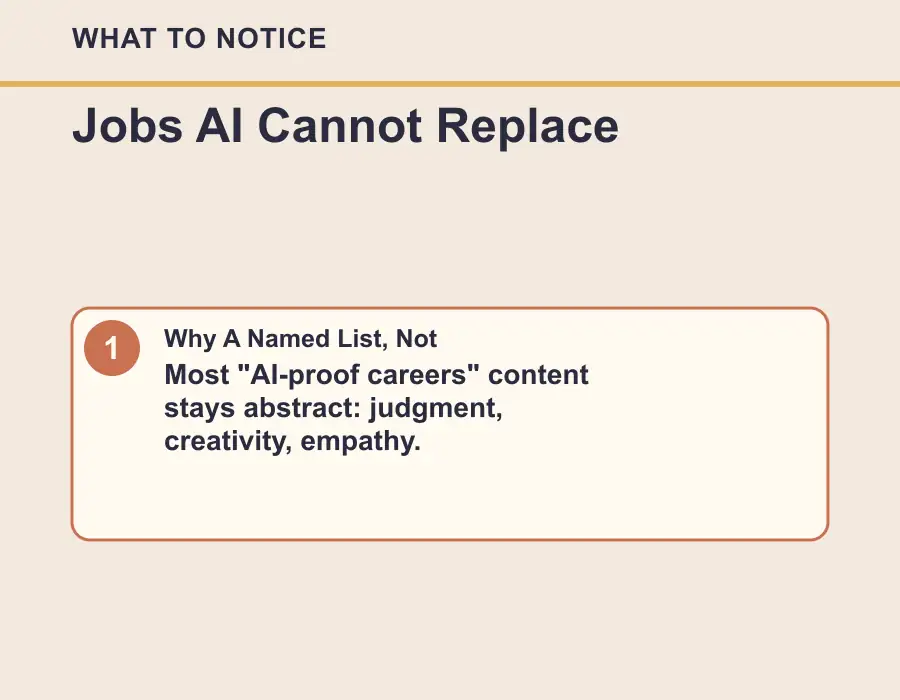 WHAT TO NOTICE
Jobs AI Cannot Replace
1
Why A Named List, Not
Most "AI-proof careers" content
stays abstract: judgment,
creativity, empathy.